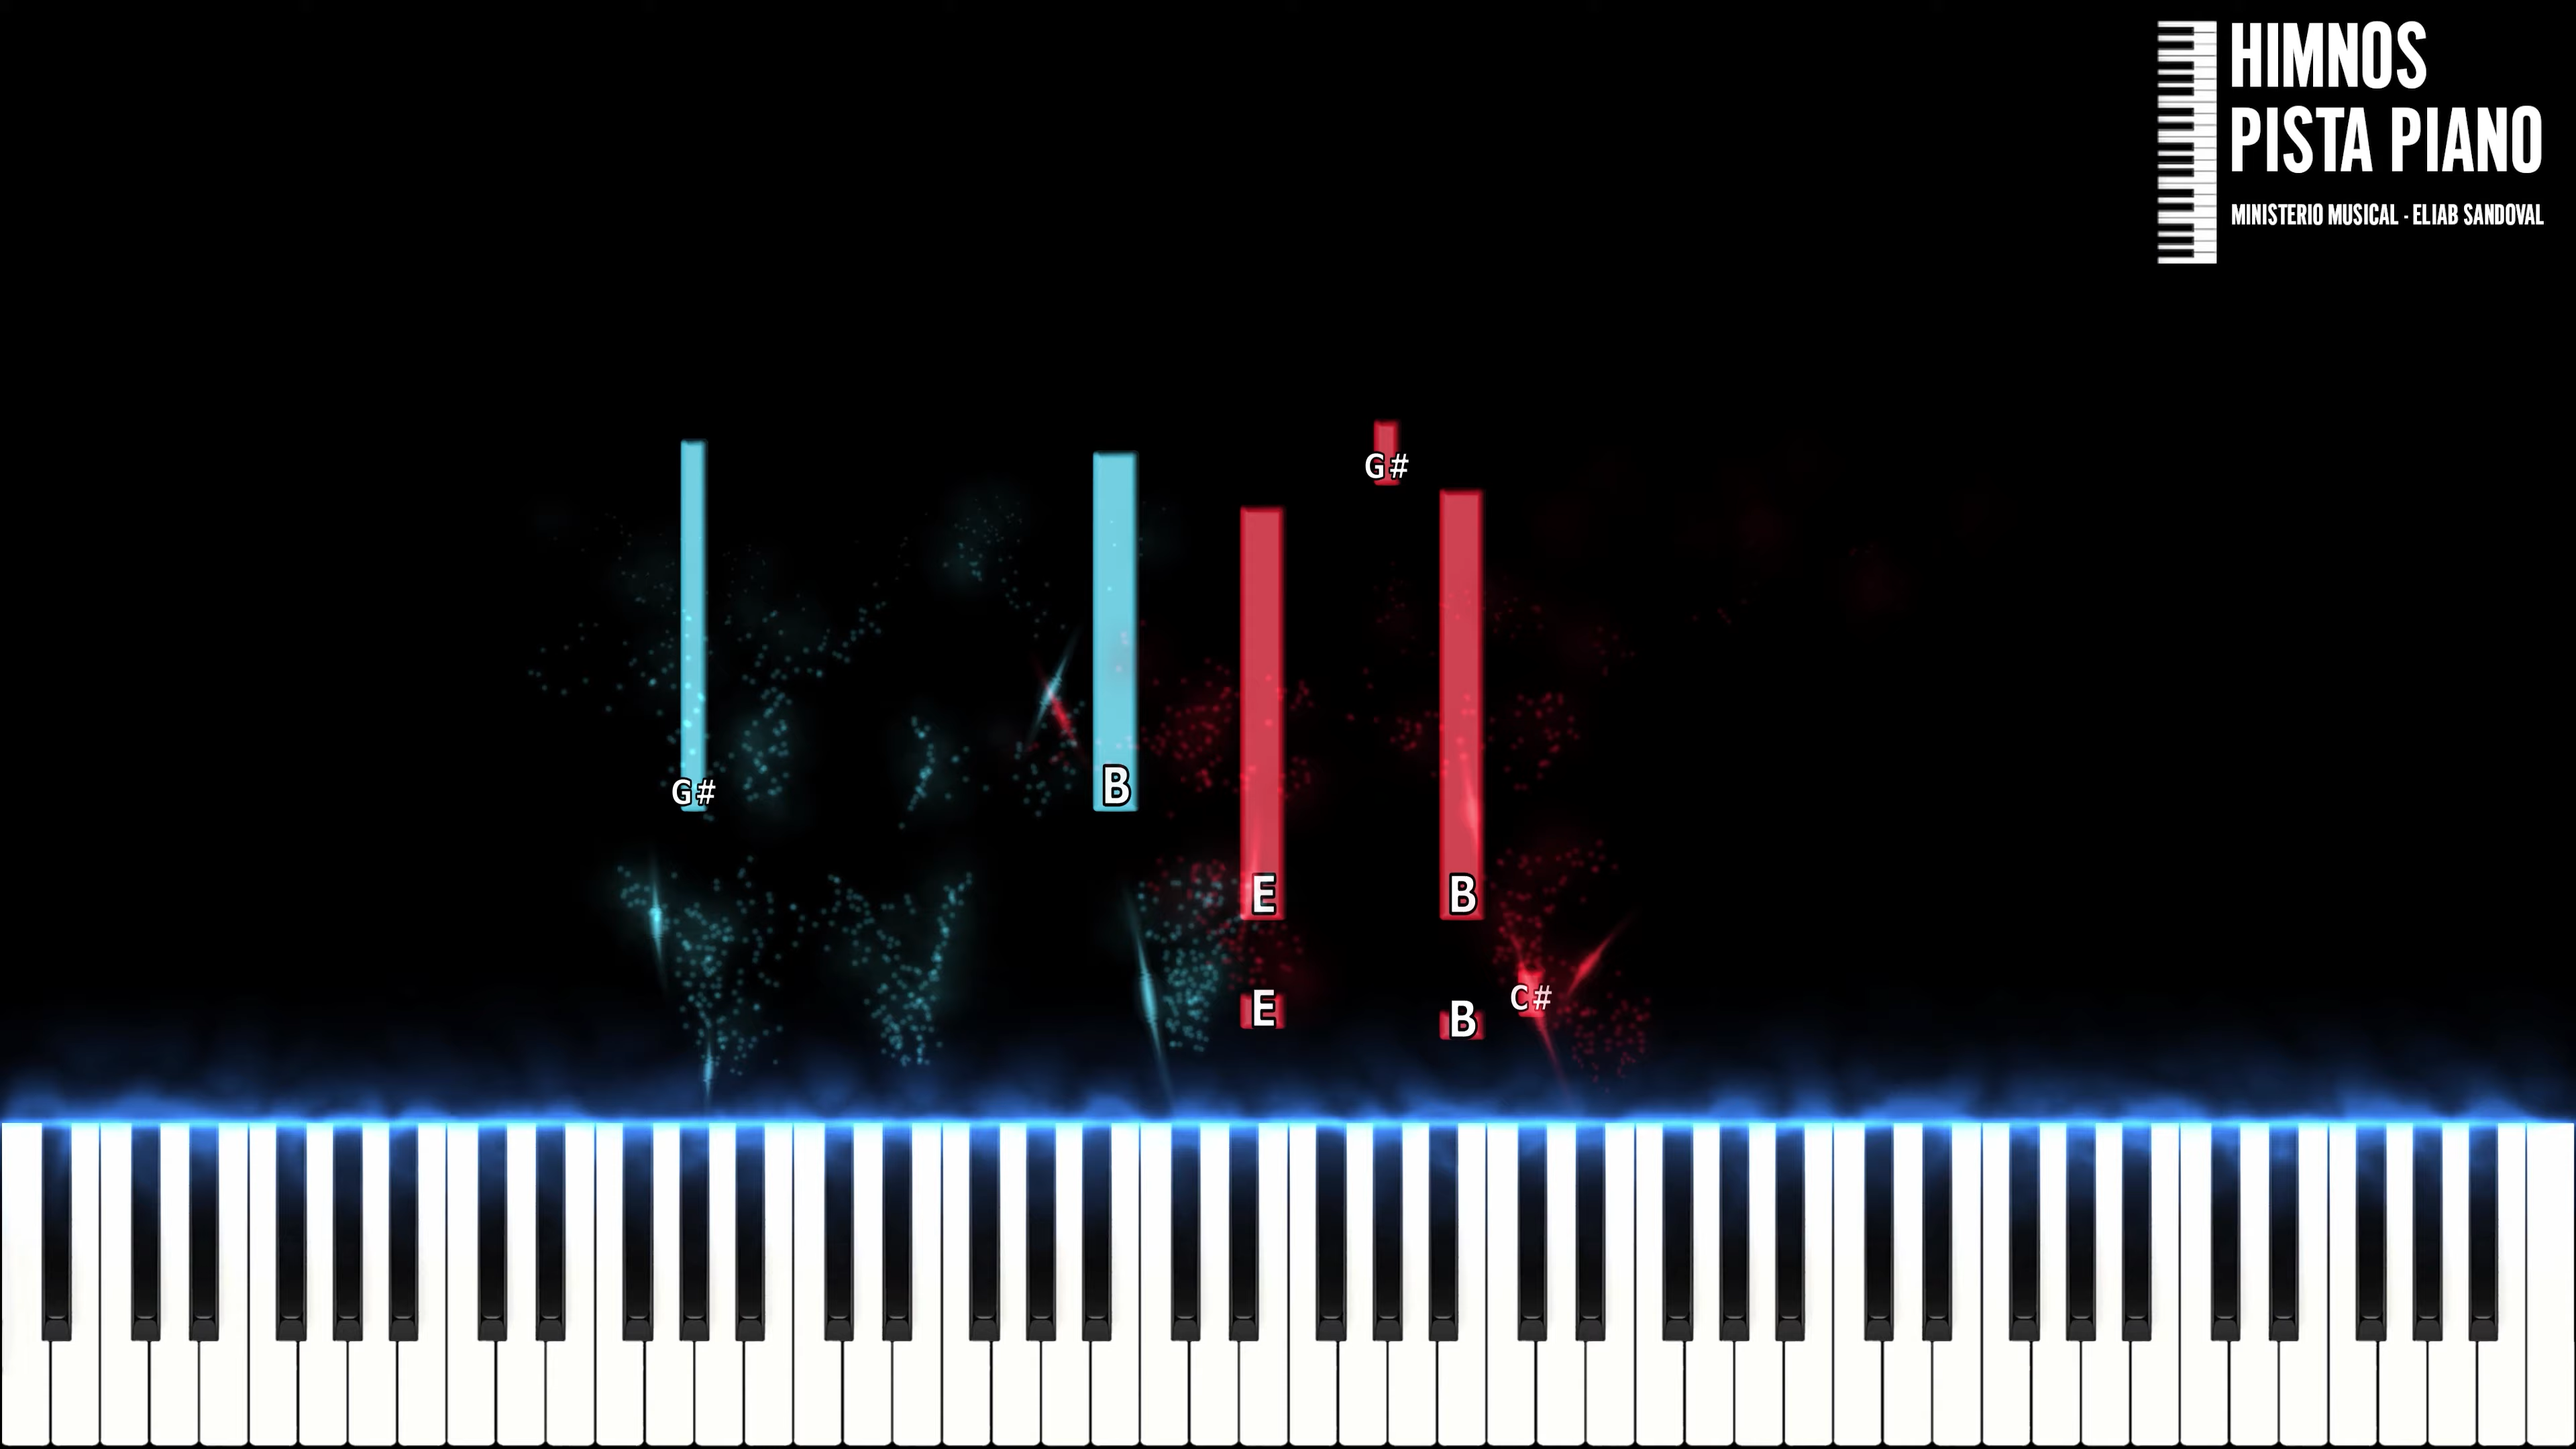 HIMNOS
PISTA PIANO
MINISTERIO MUSICAL - ELIAB SANDOVAL
G#
G#
B
E
B
E
B
C#